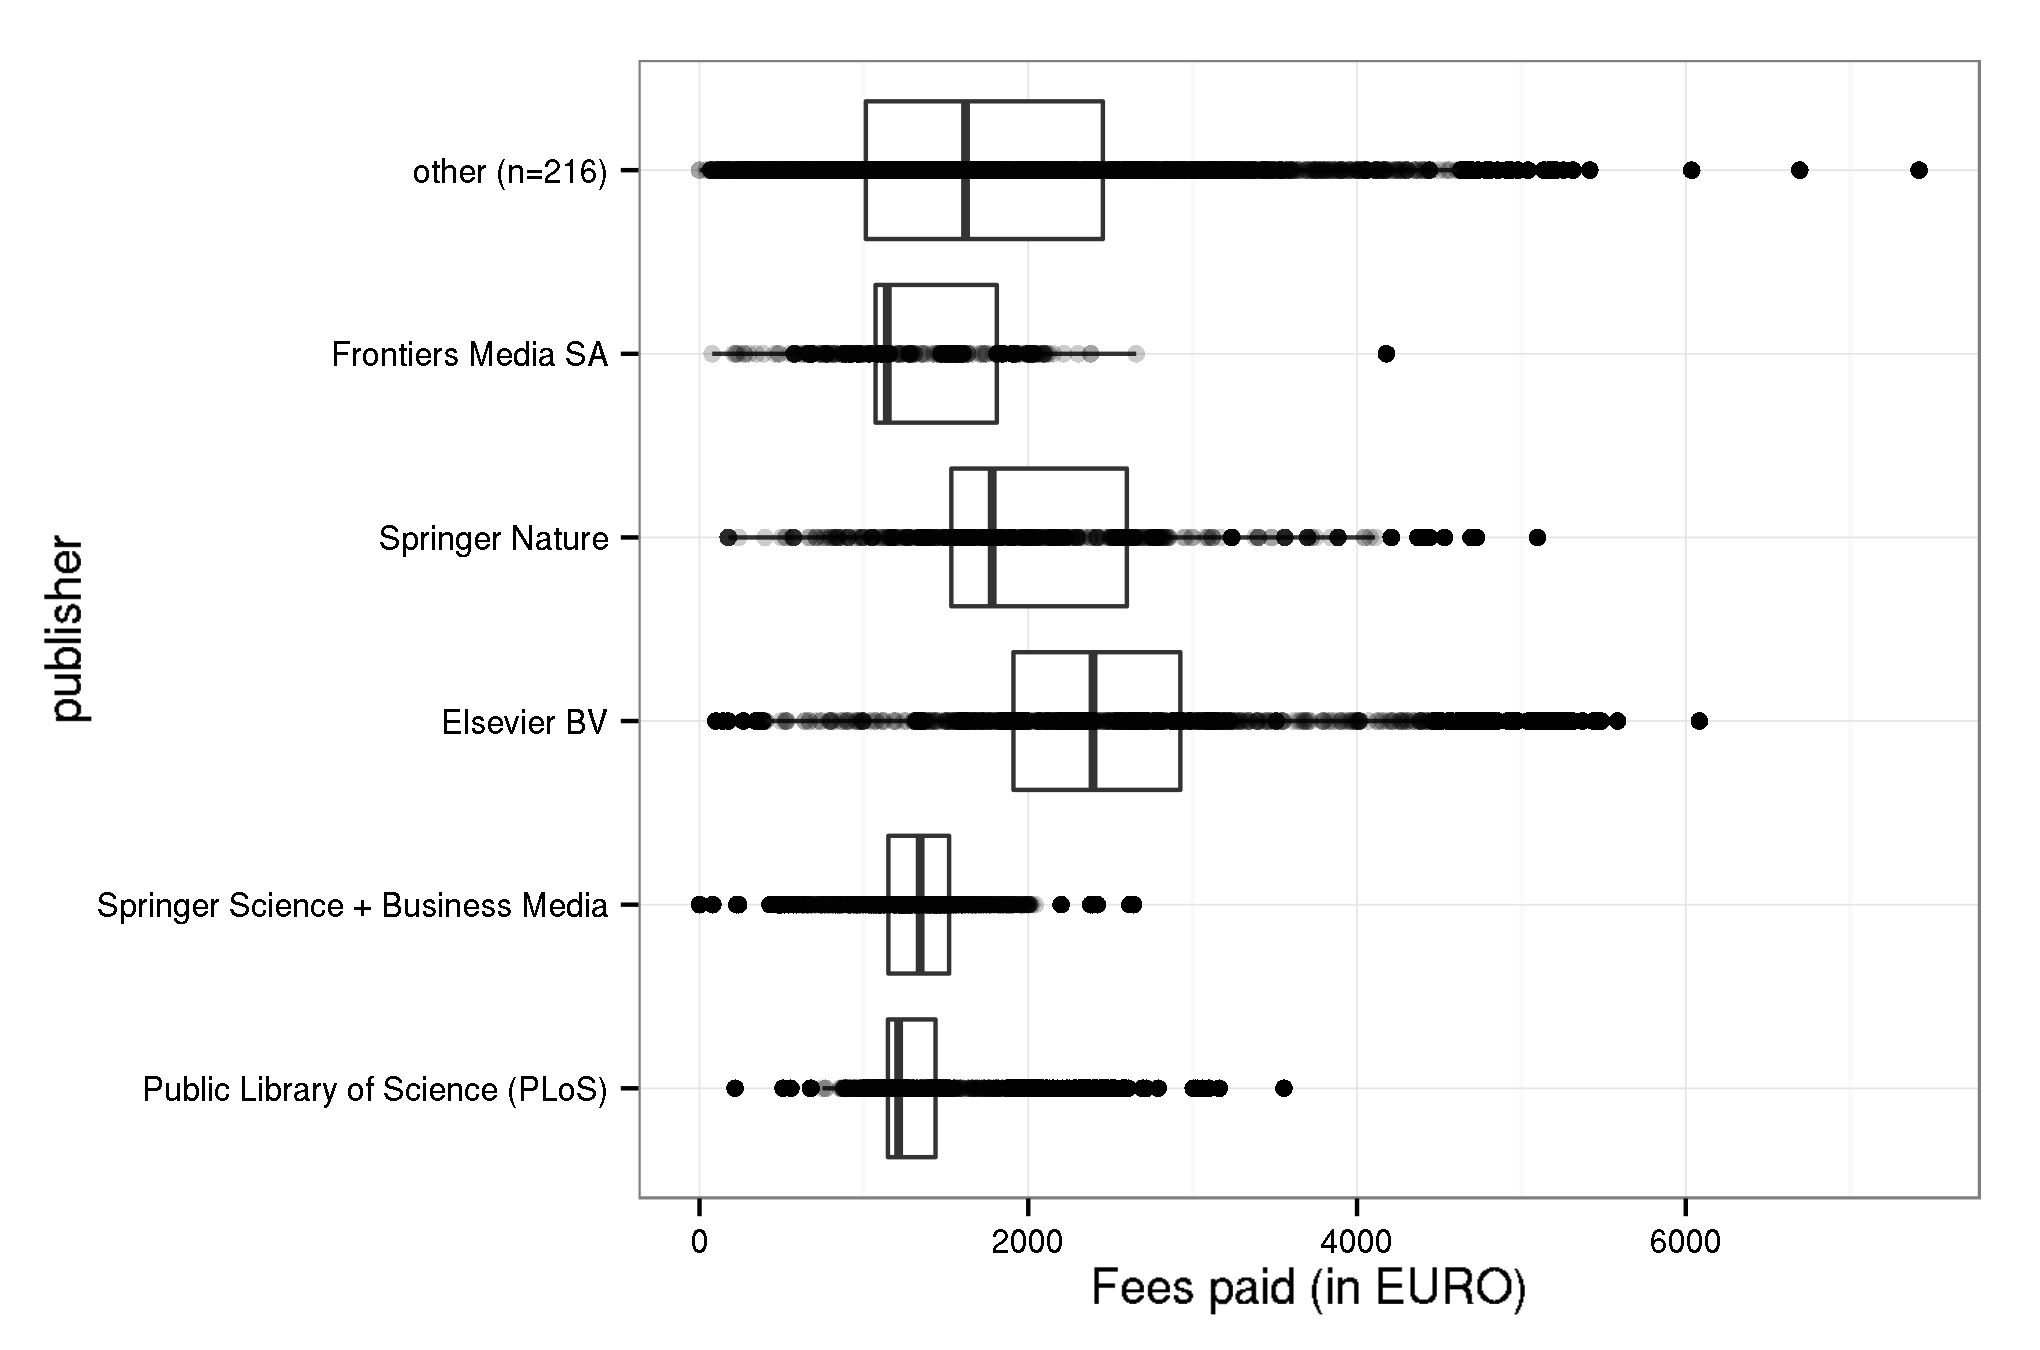 other (n=216)
Frontiers Media SA
Springer Nature
Elsevier BV
Springer Science + Business Media
Public Library of Science (PLoS)
publisher
0 2000 4000 6000
Fees paid (in EURO)